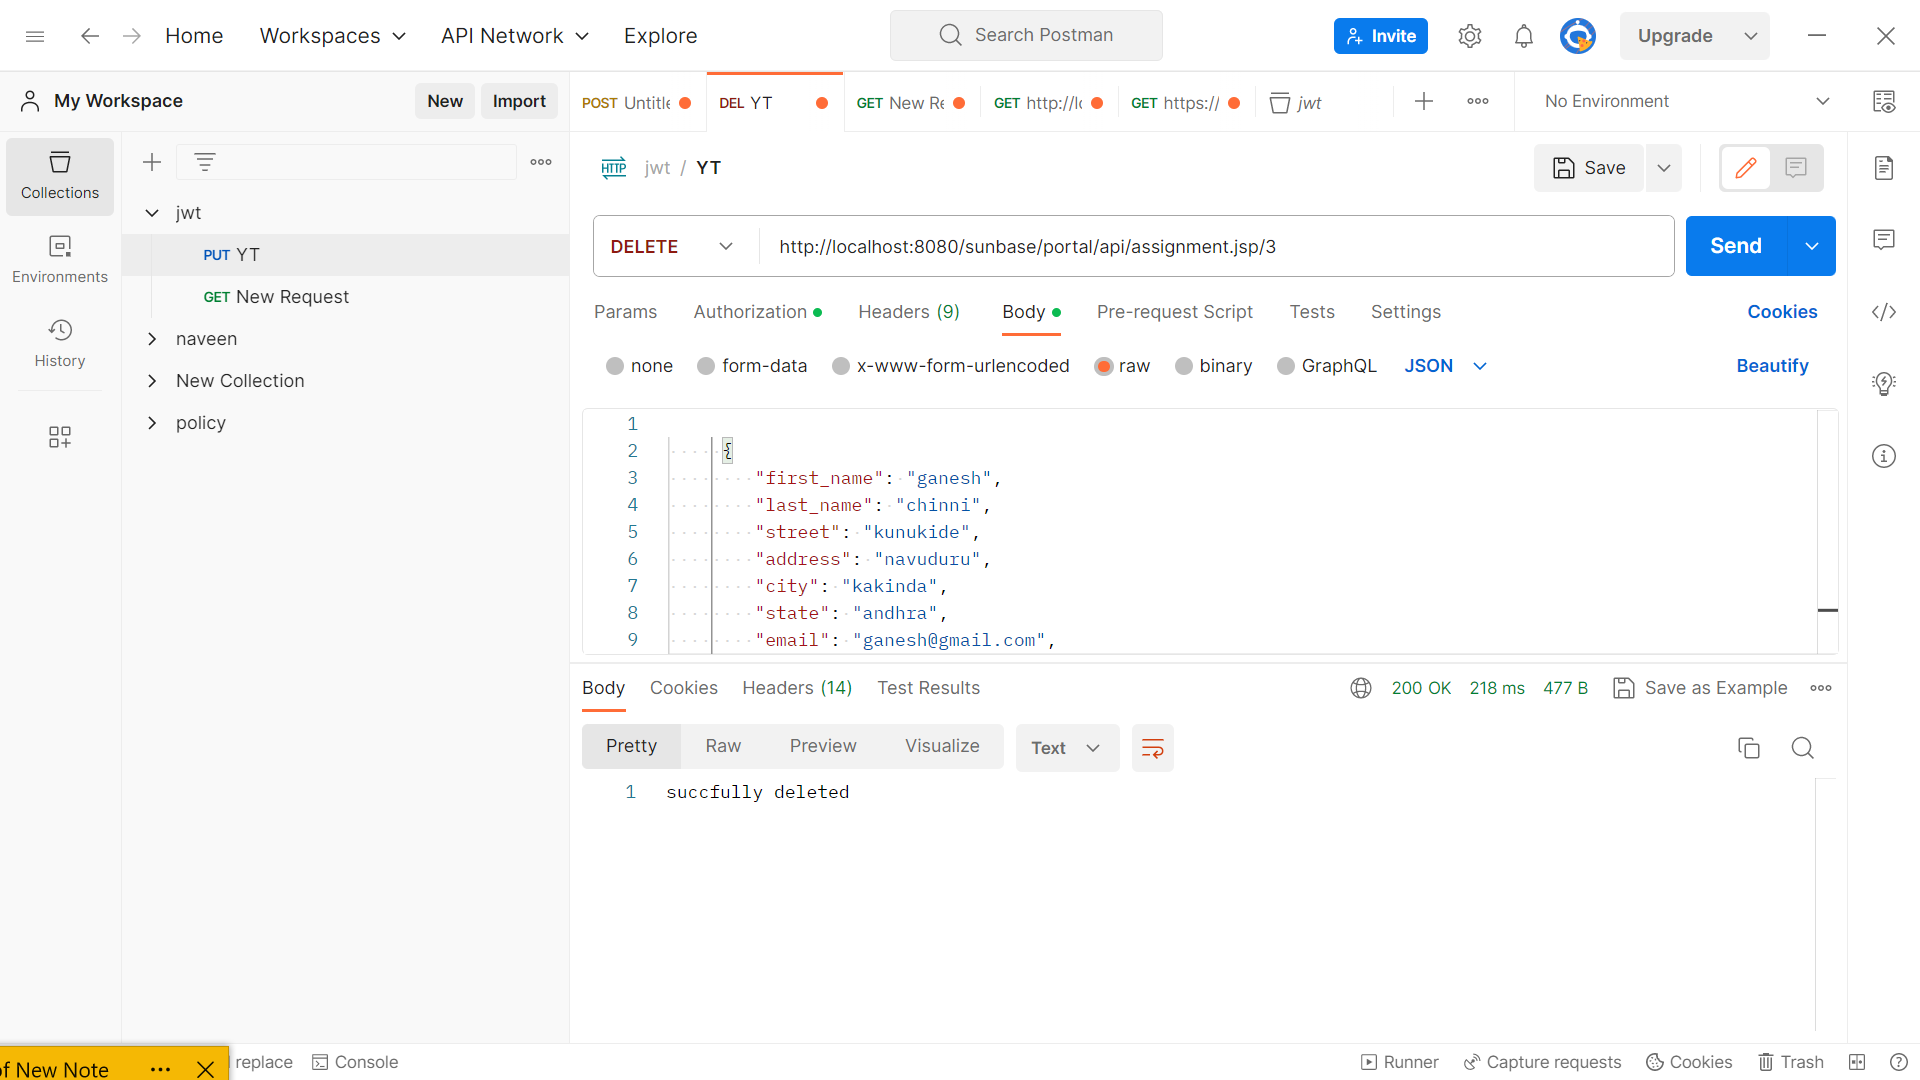 Home Workspaces API Network Explore Search Postman Invite Upgrade
My Workspace New Import POST Untitle DEL YT GET New Re GET http://lo GET https:// jwt No Environment
Collections
Environments
History
jwt
PUT YT
GET New Request
naveen
New Collection
policy
HTTP jwt / YT Save
DELETE http://localhost:8080/sunbase/portal/api/assignment.jsp/3 Send
Params Authorization Headers (9) Body Pre-request Script Tests Settings Cookies
none form-data x-www-form-urlencoded raw binary GraphQL JSON Beautify
1
2 {
3 "first_name": "ganesh",
4 "last_name": "chinni",
5 "street": "kunukide",
6 "address": "navuduru",
7 "city": "kakinda",
8 "state": "andhra",
9 "email": "ganesh@gmail.com",
Body Cookies Headers (14) Test Results 200 OK 218 ms 477 B Save as Example
Pretty Raw Preview Visualize Text
1 succfully deleted
of New Note replace Console Runner Capture requests Cookies Trash